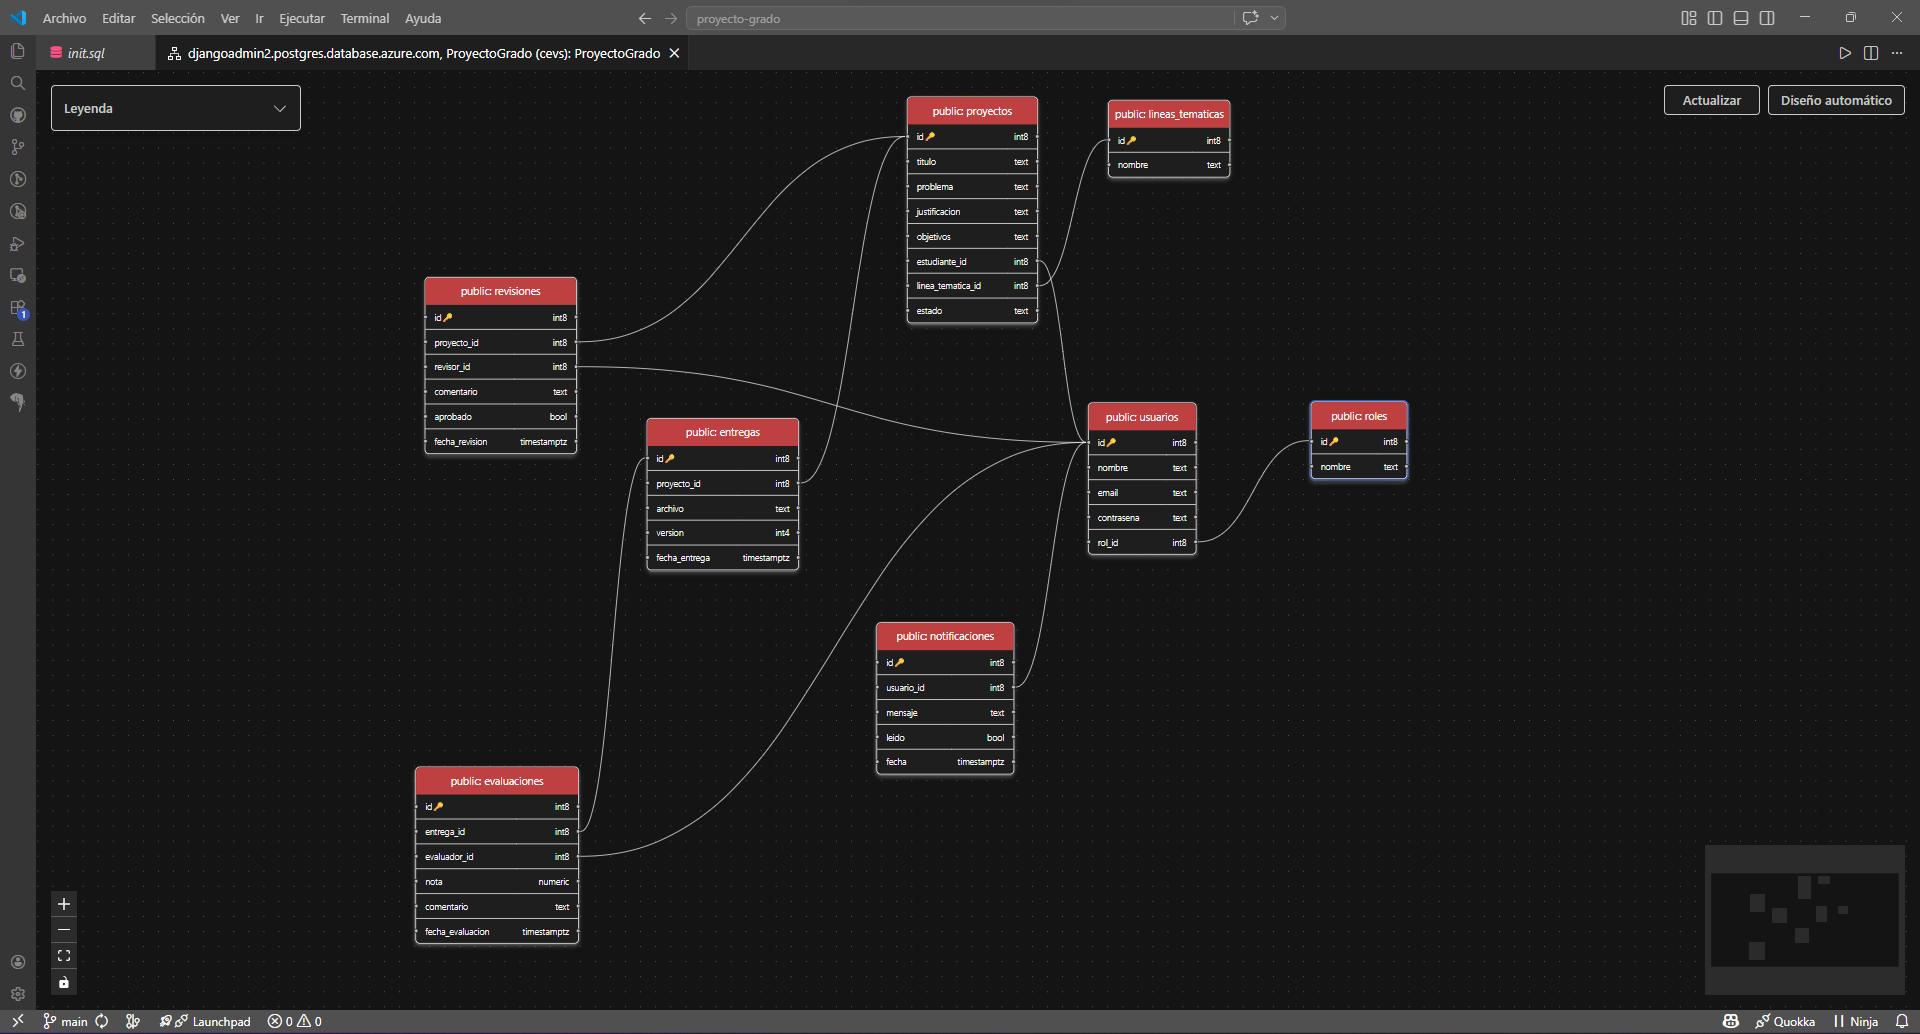 Archivo Editar Selección Ver Ir Ejecutar Terminal Ayuda
proyecto-grado
init.sql
djangoadmin2.postgres.database.azure.com, ProyectoGrado (cevs): ProyectoGrado
Leyenda
Actualizar
Diseño automático
public: proyectos
id int8
titulo text
problema text
justificacion text
objetivos text
estudiante_id int8
linea_tematica_id int8
estado text
public: lineas_tematicas
id int8
nombre text
public: revisiones
id int8
proyecto_id int8
revisor_id int8
comentario text
aprobado bool
fecha_revision timestamptz
public: entregas
id int8
proyecto_id int8
archivo text
version int4
fecha_entrega timestamptz
public: usuarios
id int8
nombre text
email text
contrasena text
rol_id int8
public: roles
id int8
nombre text
public: notificaciones
id int8
usuario_id int8
mensaje text
leido bool
fecha timestamptz
public: evaluaciones
id int8
entrega_id int8
evaluador_id int8
nota numeric
comentario text
fecha_evaluacion timestamptz
1
main
Launchpad
0
0
Quokka
Ninja